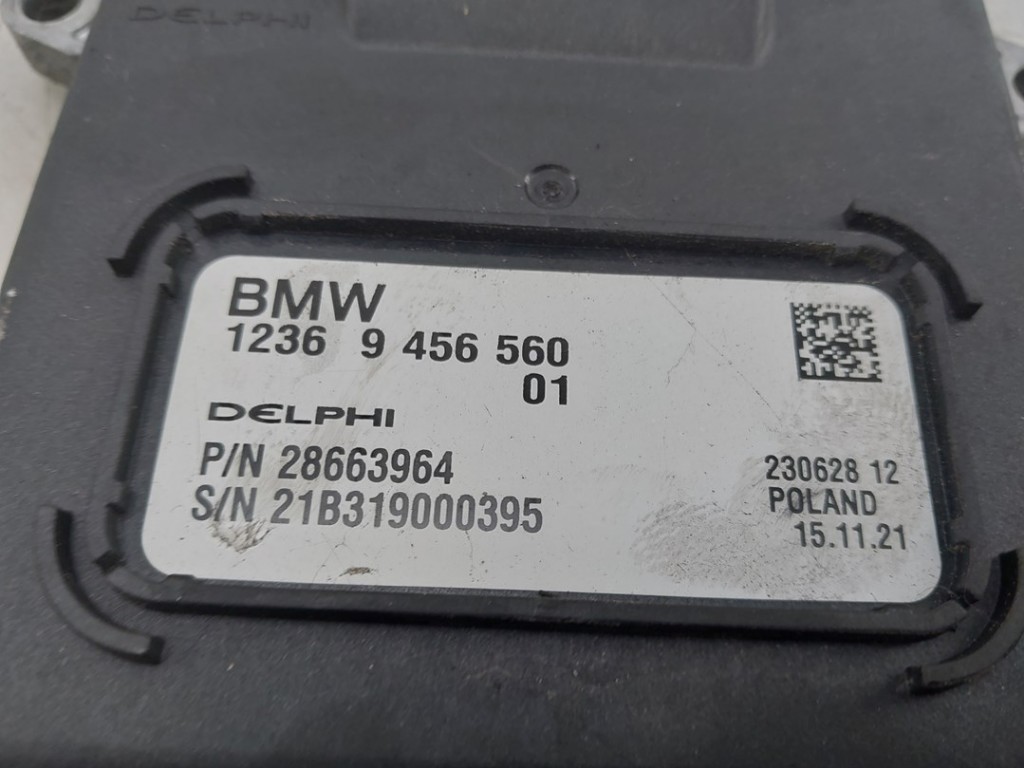 DELPHI
BMW
1236 9 456 560
01
DELPHI
P/N 28663964
S/N 21B319000395
230628 12
POLAND
15.11.21